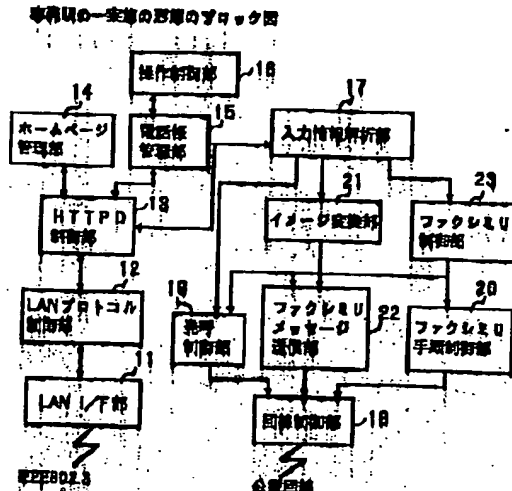 本発明の一実施の形態のブロック図
操作制御部
16
14
ホームページ
管理部
15
電話帳
管理部
17
入力情報解析部
13
HTTPD
制御部
21
イメージ変換部
23
ファクシミリ
制御部
12
LANプロトコル
制御部
19
発呼
制御部
ファクシミリ
メッセージ
送信部
22
20
ファクシミリ
手順制御部
11
LAN I/F部
回線制御部
18
IEEE802.3
公衆回線